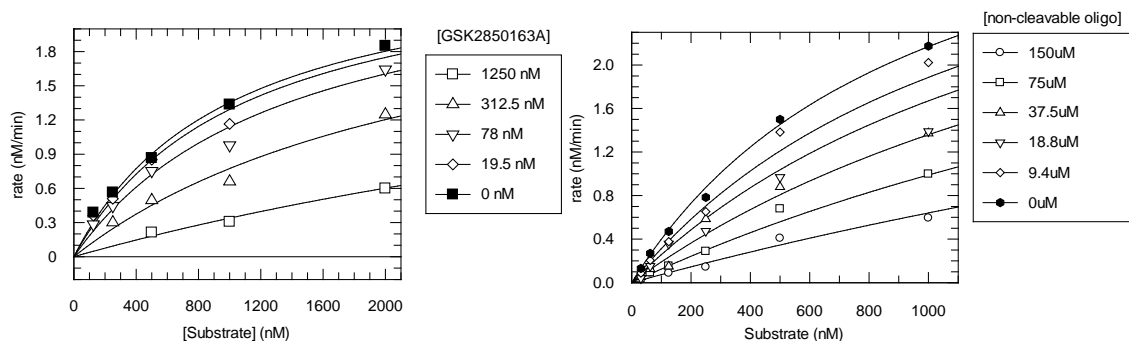 [GSK2850163A]
1250 nM
312.5 nM
78 nM
19.5 nM
0 nM
rate (nM/min)
1.8
1.5
1.2
0.9
0.6
0.3
0
0 400 800 1200 1600 2000
[Substrate] (nM)
[non-cleavable oligo]
150uM
75uM
37.5uM
18.8uM
9.4uM
0uM
rate (nM/min)
2.0
1.6
1.2
0.8
0.4
0.0
0 200 400 600 800 1000
Substrate (nM)